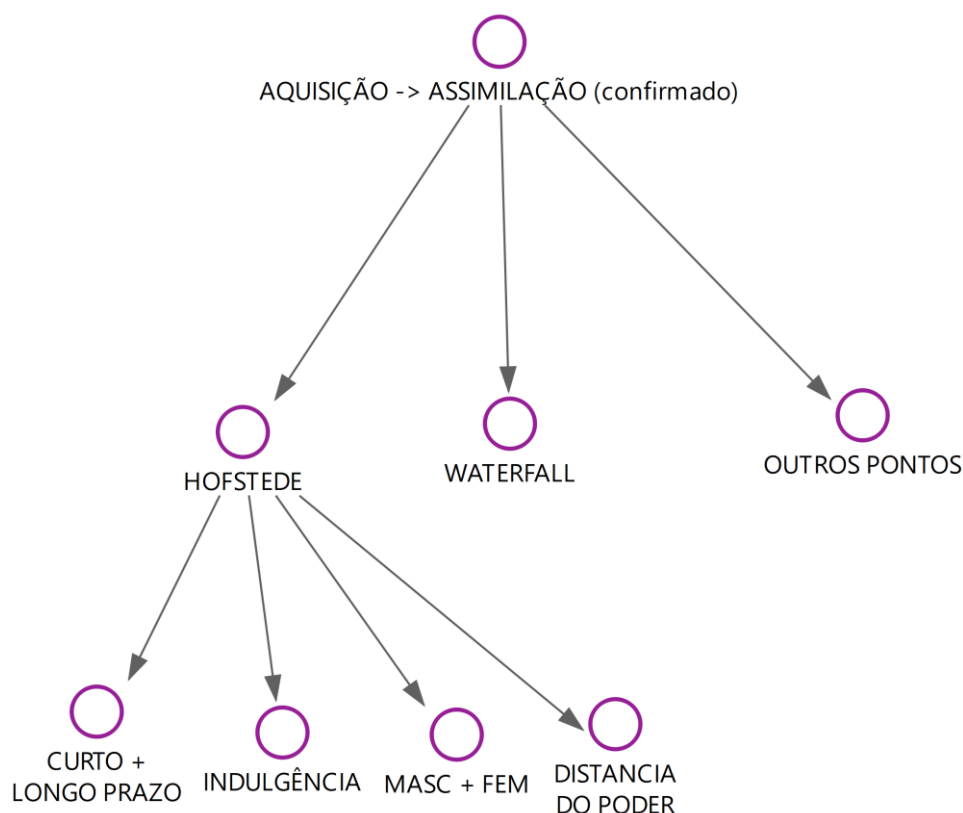 AQUISIÇÃO -> ASSIMILAÇÃO (confirmado)
HOFSTEDE
WATERFALL
OUTROS PONTOS
CURTO +
LONGO PRAZO
INDULGÊNCIA
MASC + FEM
DISTANCIA
DO PODER